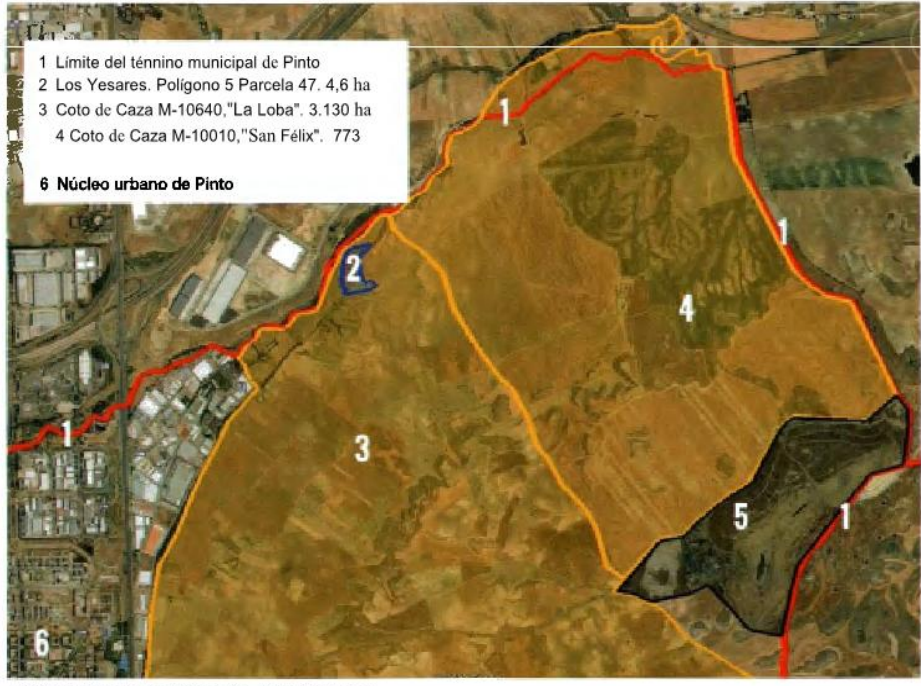 1 Límite del ténnino municipal de Pinto
2 Los Yesares. Polígono 5 Parcela 47. 4,6 ha
3 Coto de Caza M-10640,"La Loba". 3.130 ha
4 Coto de Caza M-10010,"San Félix". 773
6 Núcleo urbano de Pinto
1
1
2
4
1
3
5
1
6